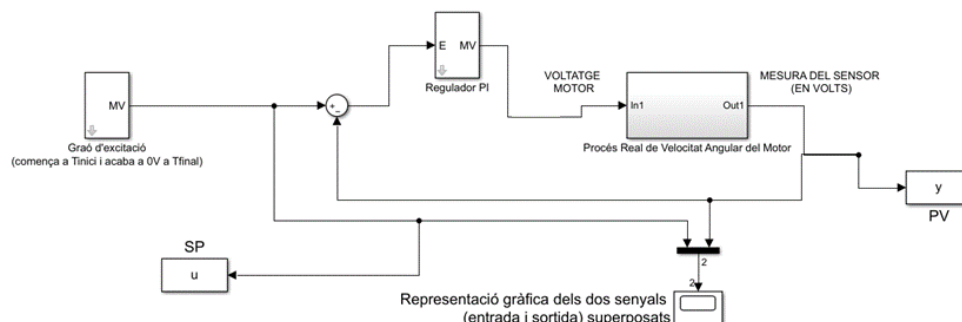 E MV
Regulador PI
VOLTATGE
MOTOR
MESURA DEL SENSOR
(EN VOLTS)
MV
+
−
In1 Out1
Graó d'excitació
(comença a Tinici i acaba a 0V a Tfinal)
Procés Real de Velocitat Angular del Motor
y
PV
SP
u
2
2
Representació gràfica dels dos senyals
(entrada i sortida) superposats